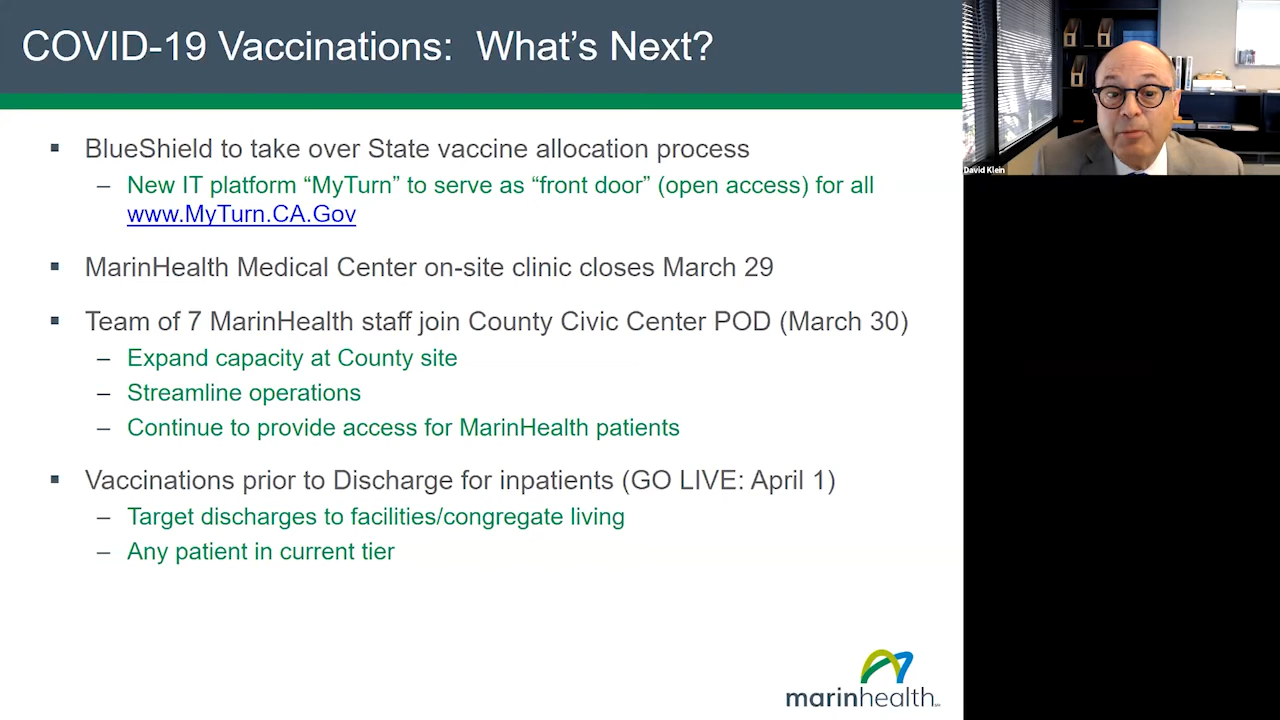 COVID-19 Vaccinations:  What’s Next?
▪ BlueShield to take over State vaccine allocation process
– New IT platform “MyTurn” to serve as “front door” (open access) for all
www.MyTurn.CA.Gov
▪ MarinHealth Medical Center on-site clinic closes March 29
▪ Team of 7 MarinHealth staff join County Civic Center POD (March 30)
– Expand capacity at County site
– Streamline operations
– Continue to provide access for MarinHealth patients
▪ Vaccinations prior to Discharge for inpatients (GO LIVE: April 1)
– Target discharges to facilities/congregate living
– Any patient in current tier
marinhealth
David Klein